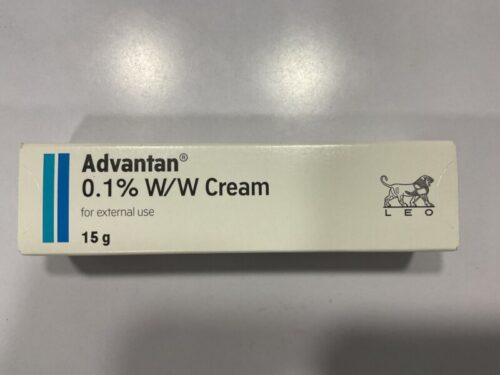 Advantan®
0.1% W/W Cream
for external use
15 g
LEO